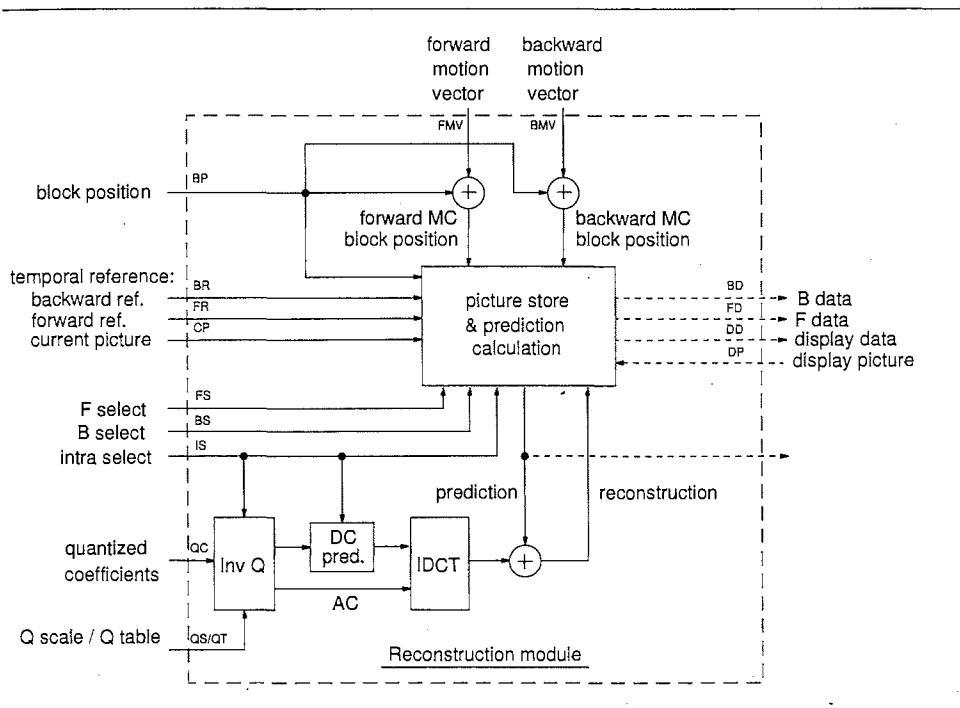 forward motion vector
backward motion vector
FMV
BMV
block position
BP
+
+
forward MC block position
backward MC block position
temporal reference:
backward ref.
BR
forward ref.
FR
current picture
CP
picture store & prediction calculation
BD
B data
FD
F data
DD
display data
DP
display picture
F select
FS
B select
BS
intra select
IS
prediction
reconstruction
quantized coefficients
QC
Inv Q
DC pred.
IDCT
+
AC
Q scale / Q table
QS/QT
Reconstruction module